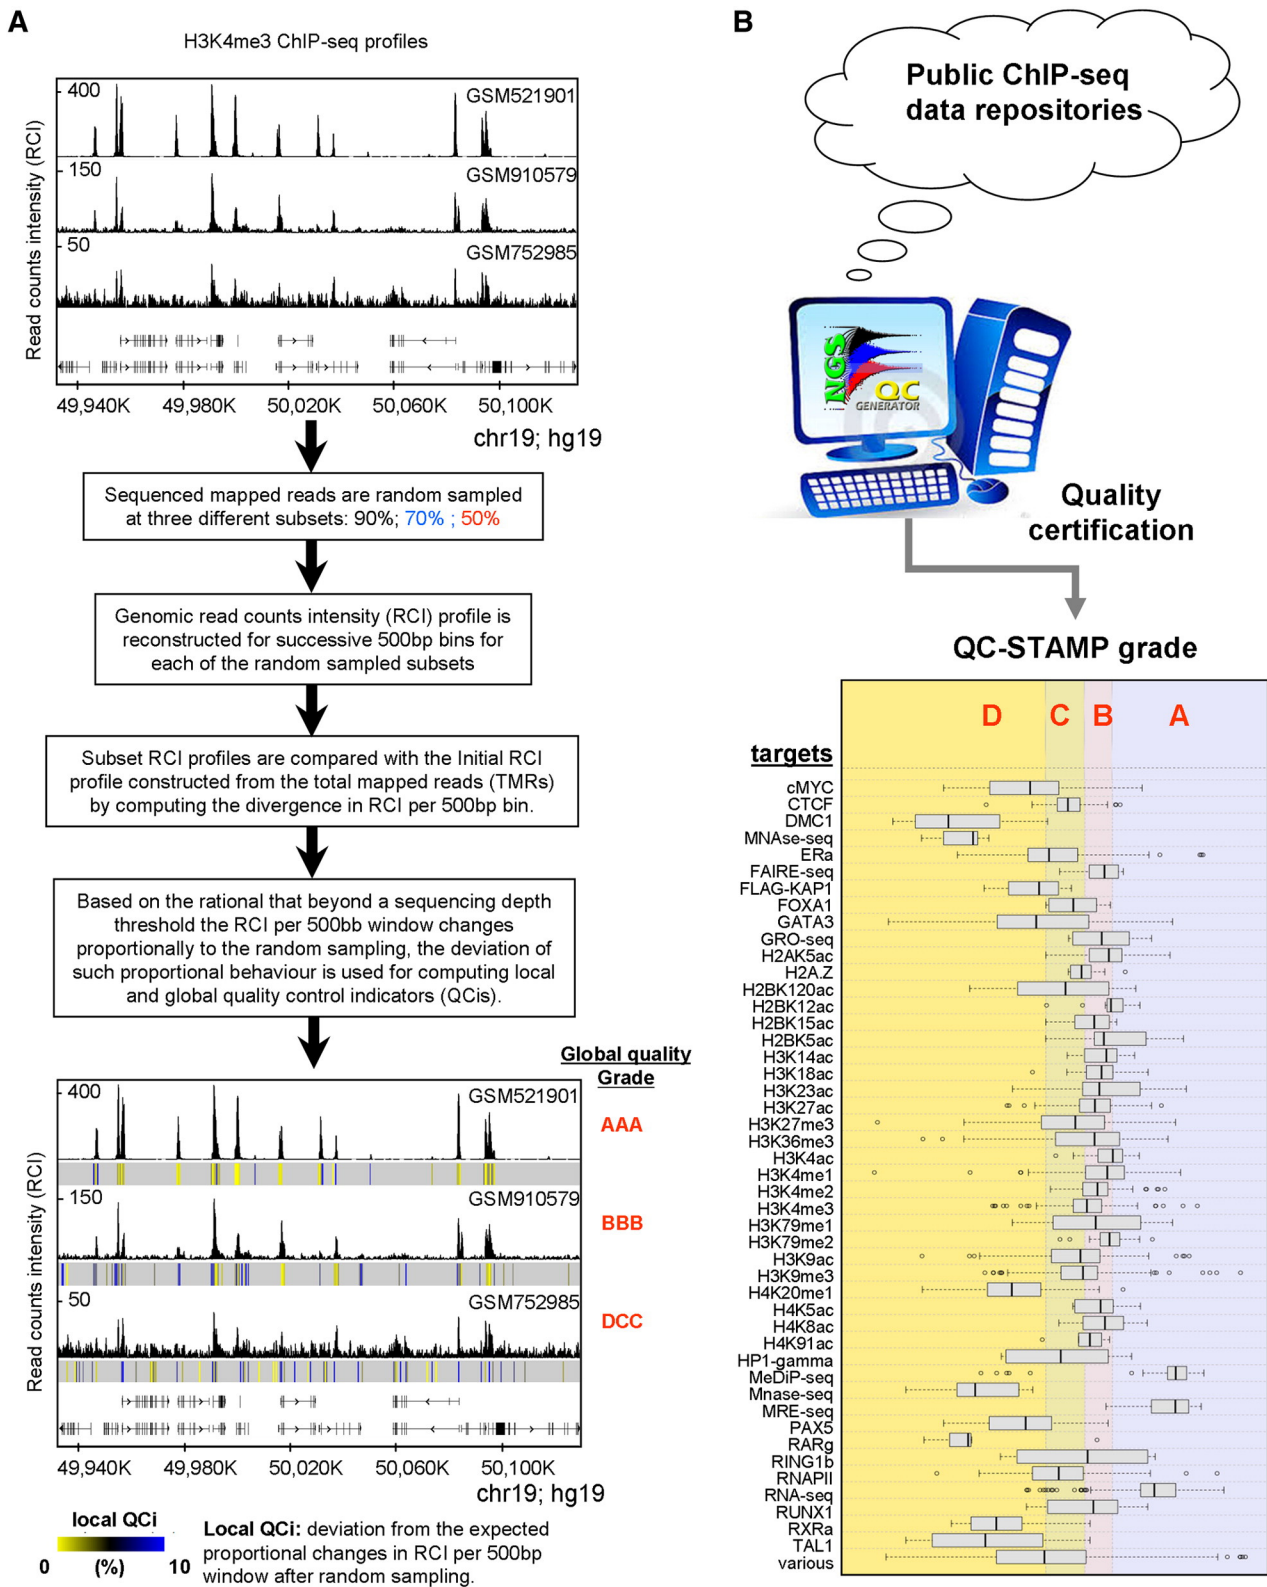 A
H3K4me3 ChIP-seq profiles
Read counts intensity (RCI)
400
GSM521901
150
GSM910579
50
GSM752985
49,940K 49,980K 50,020K 50,060K 50,100K
chr19; hg19
Sequenced mapped reads are random sampled
at three different subsets: 90%; 70% ; 50%
Genomic read counts intensity (RCI) profile is
reconstructed for successive 500bp bins for
each of the random sampled subsets
Subset RCI profiles are compared with the Initial RCI
profile constructed from the total mapped reads (TMRs)
by computing the divergence in RCI per 500bp bin.
Based on the rational that beyond a sequencing depth
threshold the RCI per 500bb window changes
proportionally to the random sampling, the deviation of
such proportional behaviour is used for computing local
and global quality control indicators (QCis).
Global quality
Grade
Read counts intensity (RCI)
400
GSM521901
AAA
150
GSM910579
BBB
50
GSM752985
DCC
49,940K 49,980K 50,020K 50,060K 50,100K
chr19; hg19
local QCi
0 (%) 10
Local QCi: deviation from the expected
proportional changes in RCI per 500bp
window after random sampling.
B
Public ChIP-seq
data repositories
NGS
QC
GENERATOR
Quality
certification
QC-STAMP grade
D C B A
targets
cMYC
CTCF
DMC1
MNAse-seq
ERa
FAIRE-seq
FLAG-KAP1
FOXA1
GATA3
GRO-seq
H2AK5ac
H2A.Z
H2BK120ac
H2BK12ac
H2BK15ac
H2BK5ac
H3K14ac
H3K18ac
H3K23ac
H3K27ac
H3K27me3
H3K36me3
H3K4ac
H3K4me1
H3K4me2
H3K4me3
H3K79me1
H3K79me2
H3K9ac
H3K9me3
H4K20me1
H4K5ac
H4K8ac
H4K91ac
HP1-gamma
MeDiP-seq
Mnase-seq
MRE-seq
PAX5
RARg
RING1b
RNAPII
RNA-seq
RUNX1
RXRa
TAL1
various